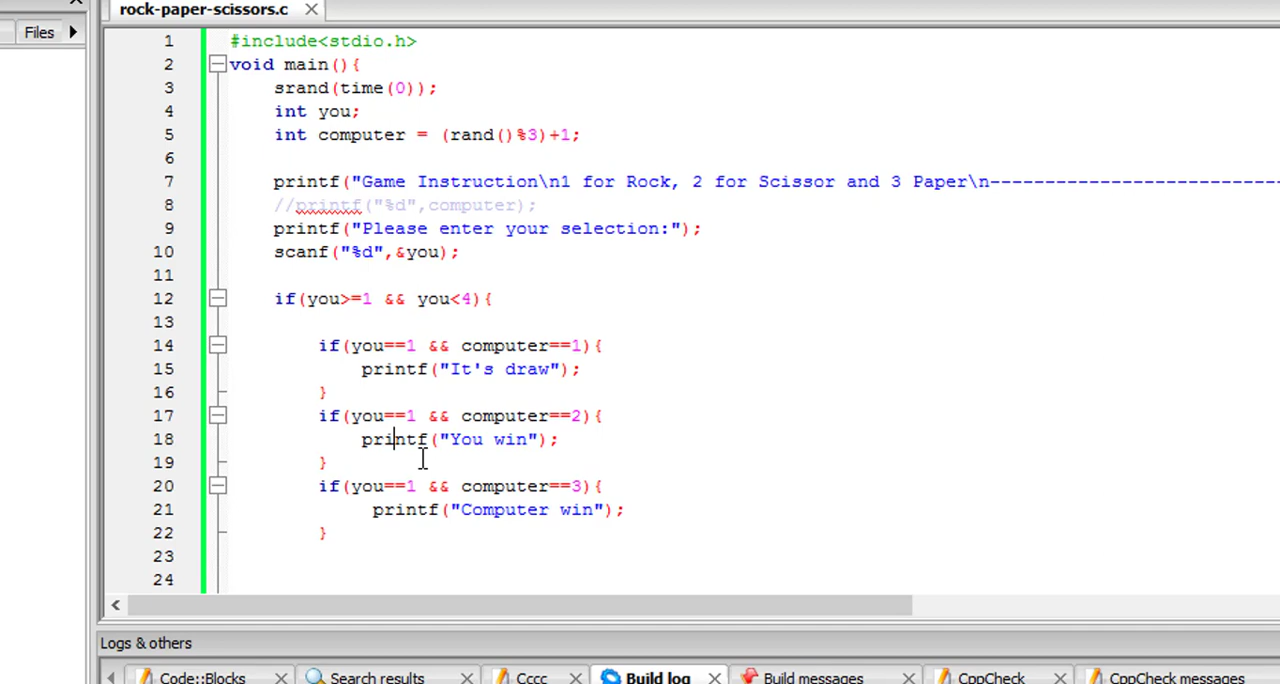 rock-paper-scissors.c
Files
1 #include<stdio.h>
2 void main(){
3 srand(time(0));
4 int you;
5 int computer = (rand()%3)+1;
6
7 printf("Game Instruction\n1 for Rock, 2 for Scissor and 3 Paper\n--------------------------
8 //printf("%d",computer);
9 printf("Please enter your selection:");
10 scanf("%d",&you);
11
12 if(you>=1 && you<4){
13
14 if(you==1 && computer==1){
15 printf("It's draw");
16 }
17 if(you==1 && computer==2){
18 printf("You win");
19 }
20 if(you==1 && computer==3){
21 printf("Computer win");
22 }
23
24
Logs & others
Code::Blocks Search results Cccc Build log Build messages CppCheck CppCheck messages